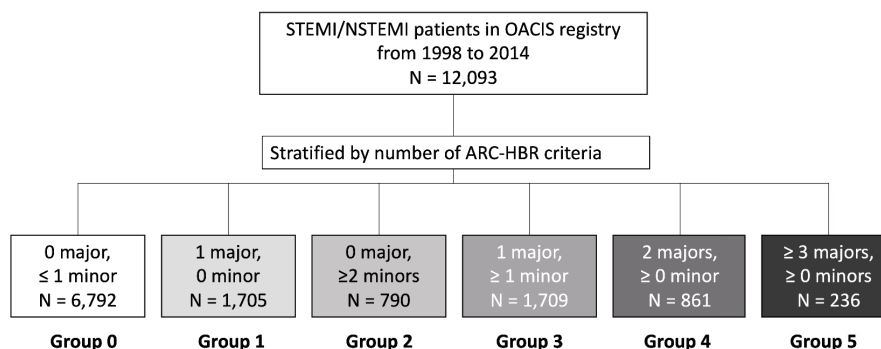 STEMI/NSTEMI patients in OACIS registry
from 1998 to 2014
N = 12,093
Stratified by number of ARC-HBR criteria
0 major,
≤ 1 minor
N = 6,792
1 major,
0 minor
N = 1,705
0 major,
≥2 minors
N = 790
1 major,
≥ 1 minor
N = 1,709
2 majors,
≥ 0 minor
N = 861
≥ 3 majors,
≥ 0 minors
N = 236
Group 0
Group 1
Group 2
Group 3
Group 4
Group 5